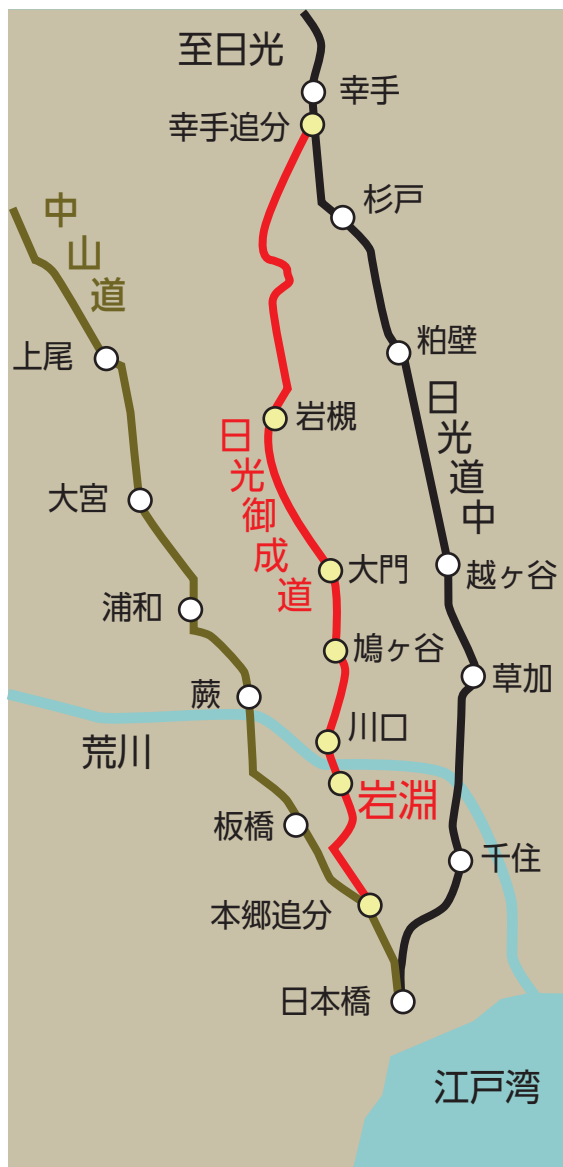 至日光
幸手
幸手追分
杉戸
中山道
粕壁
上尾
日光道中
岩槻
日光御成道
大宮
大門
越ヶ谷
浦和
鳩ヶ谷
草加
蕨
川口
荒川
岩淵
板橋
千住
本郷追分
日本橋
江戸湾